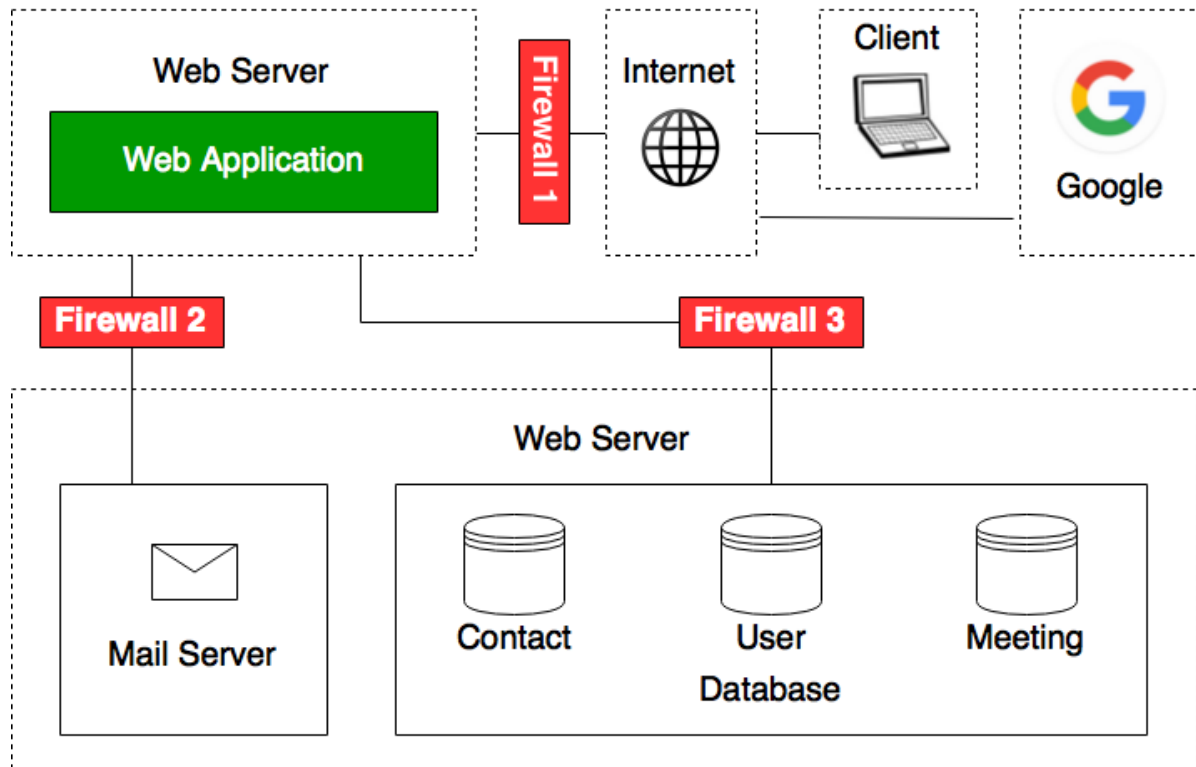 Web Server
Web Application
Firewall 1
Internet
Client
Google
Firewall 2
Firewall 3
Web Server
Mail Server
Contact
User
Meeting
Database